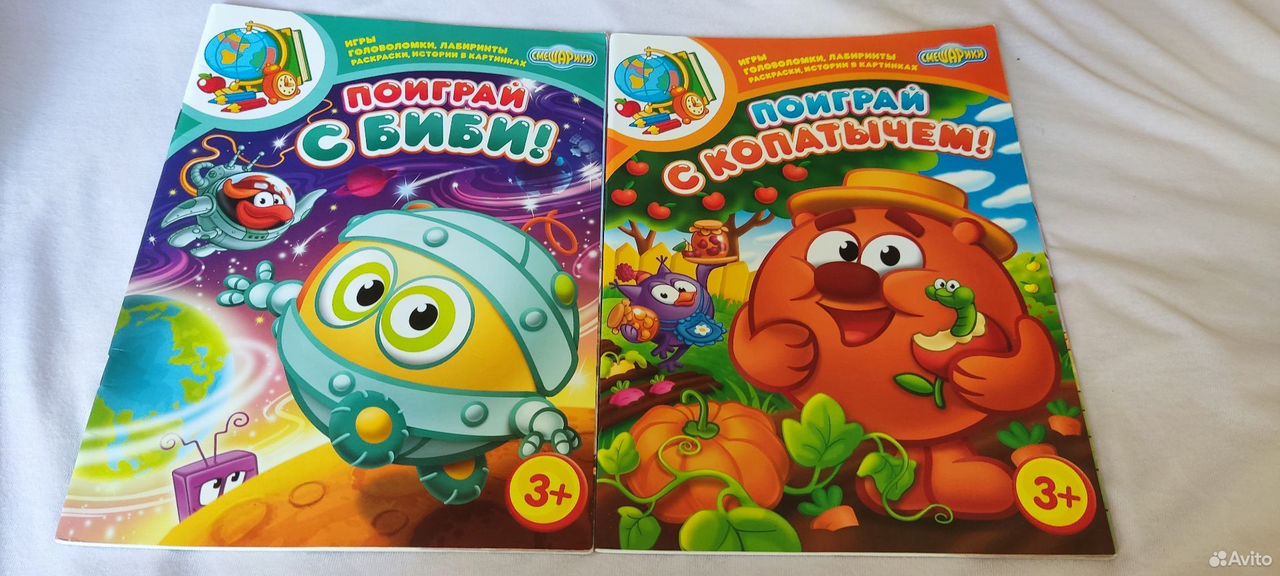 ИГРЫ
ГОЛОВОЛОМКИ, ЛАБИРИНТЫ
РАСКРАСКИ, ИСТОРИИ В КАРТИНКАХ
СМЕШАРИКИ
ПОИГРАЙ
С БИБИ!
3+
ИГРЫ
ГОЛОВОЛОМКИ, ЛАБИРИНТЫ
РАСКРАСКИ, ИСТОРИИ В КАРТИНКАХ
СМЕШАРИКИ
ПОИГРАЙ
С КОПАТЫЧЕМ!
3+
Avito